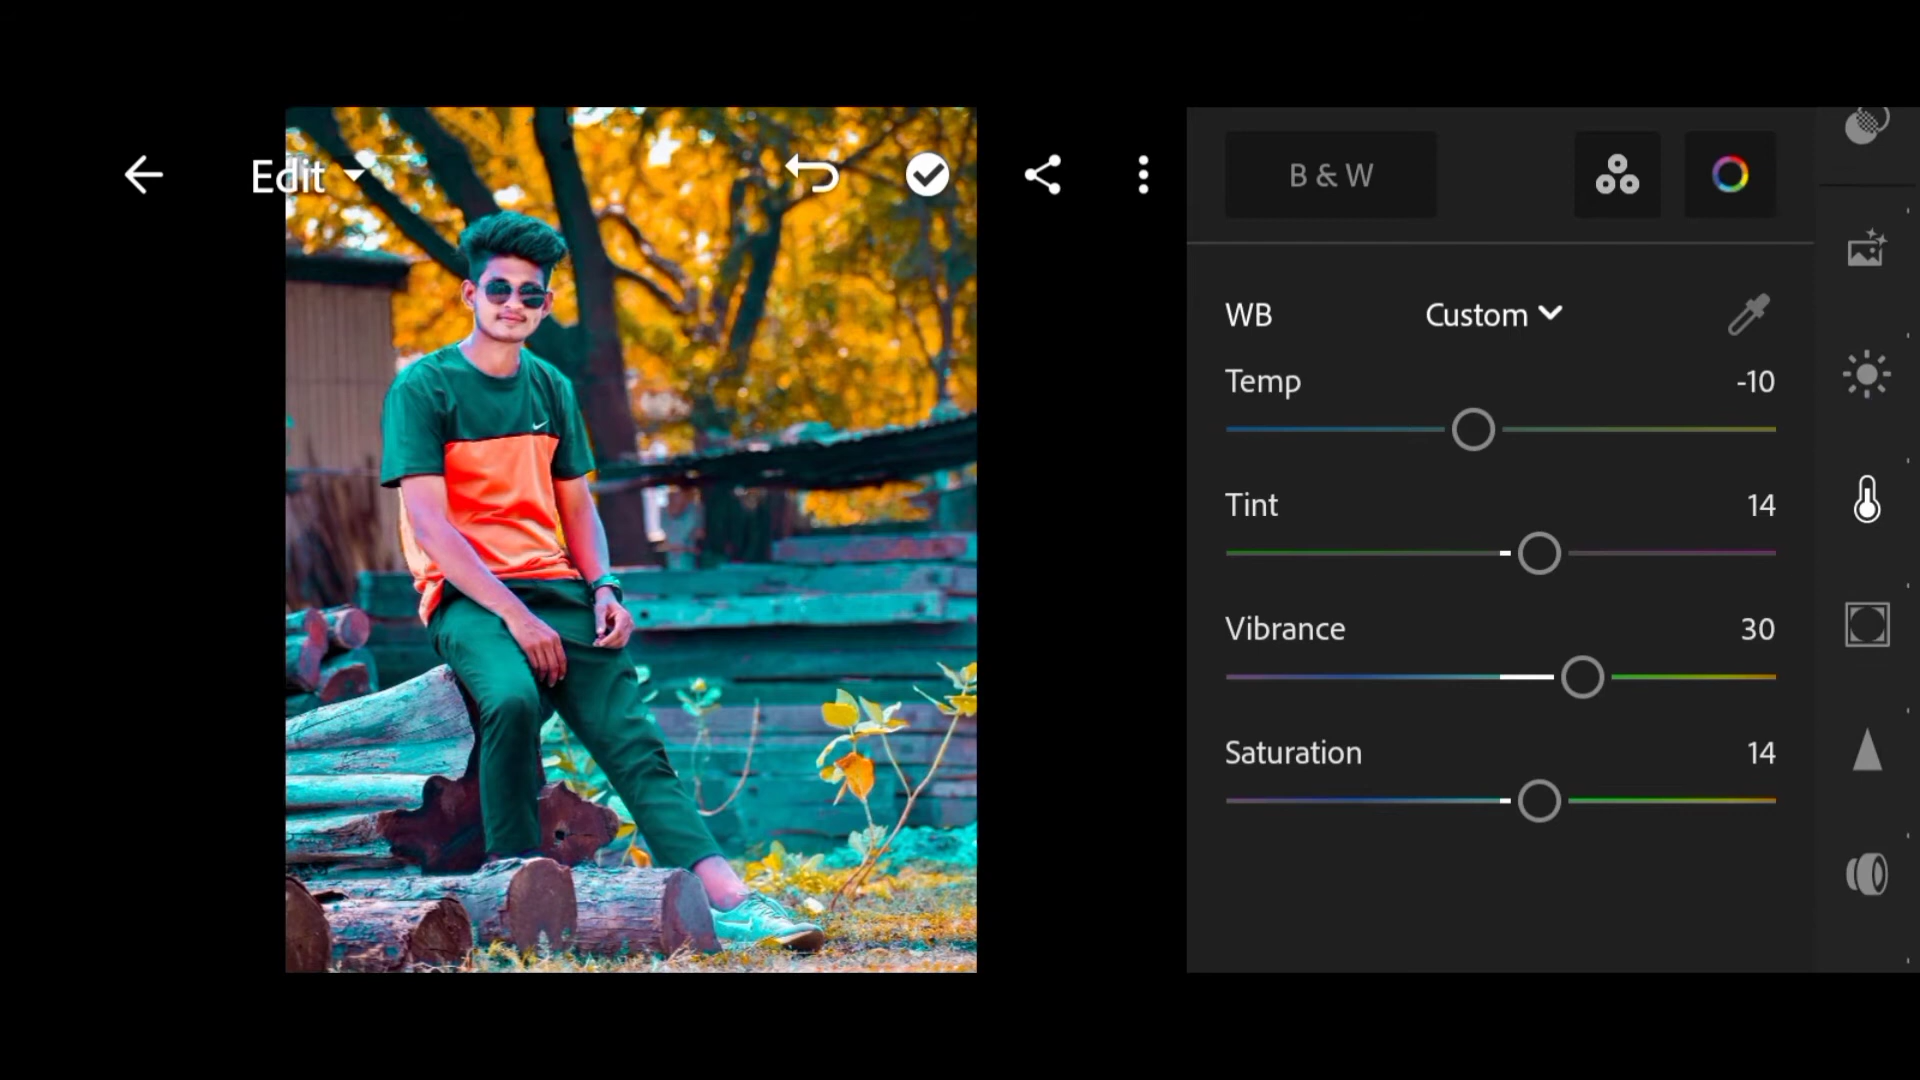 Edit
B & W
WB Custom
Temp -10
Tint 14
Vibrance 30
Saturation 14